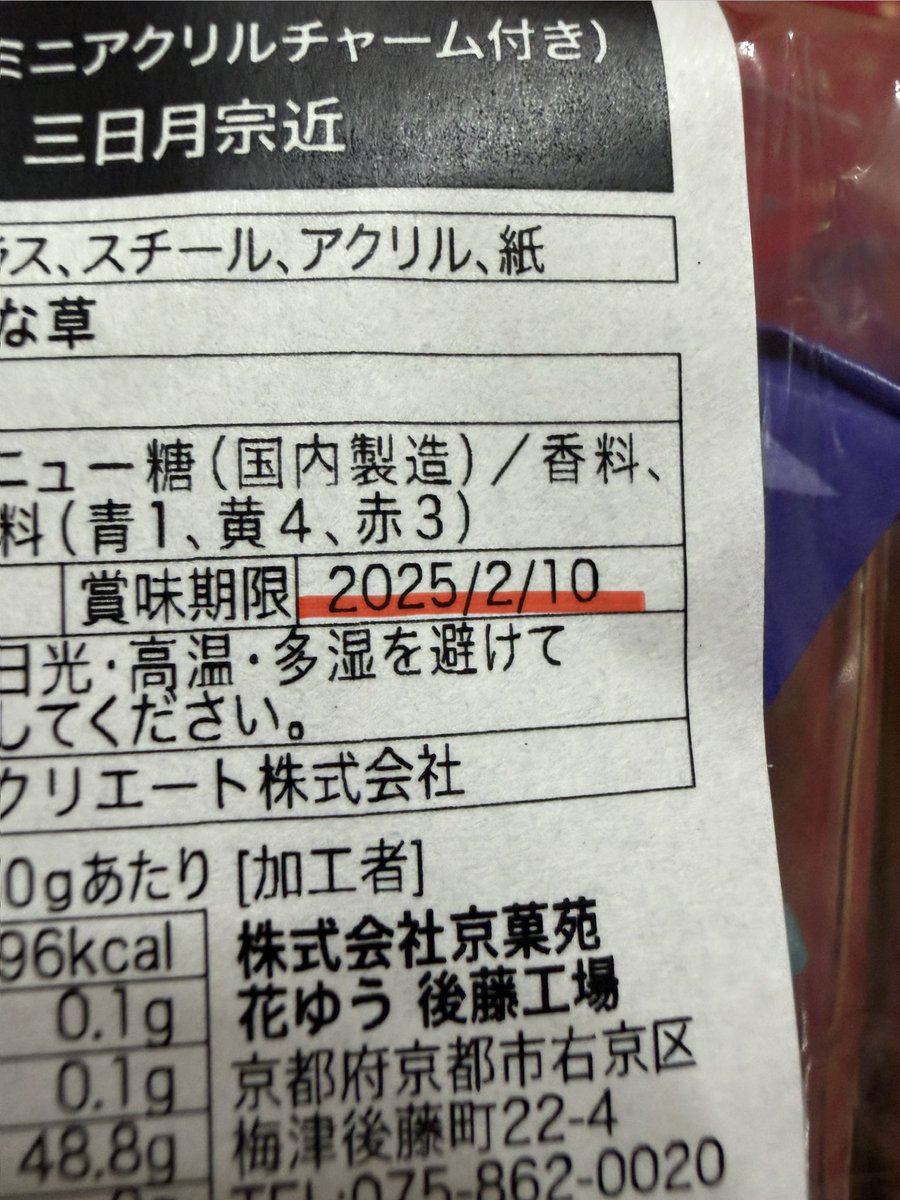 ミニアクリルチャーム付き)
三日月宗近
ラス、スチール、アクリル、紙
な草
ニュー糖(国内製造)/香料、
料(青1、黄4、赤3)
賞味期限 2025/2/10
日光・高温・多湿を避けて
してください。
クリエート株式会社
0gあたり [加工者]
96kcal 株式会社京菓苑
0.1g 花ゆう 後藤工場
0.1g 京都府京都市右京区
48.8g 梅津後藤町22-4
TEL:075-862-0020